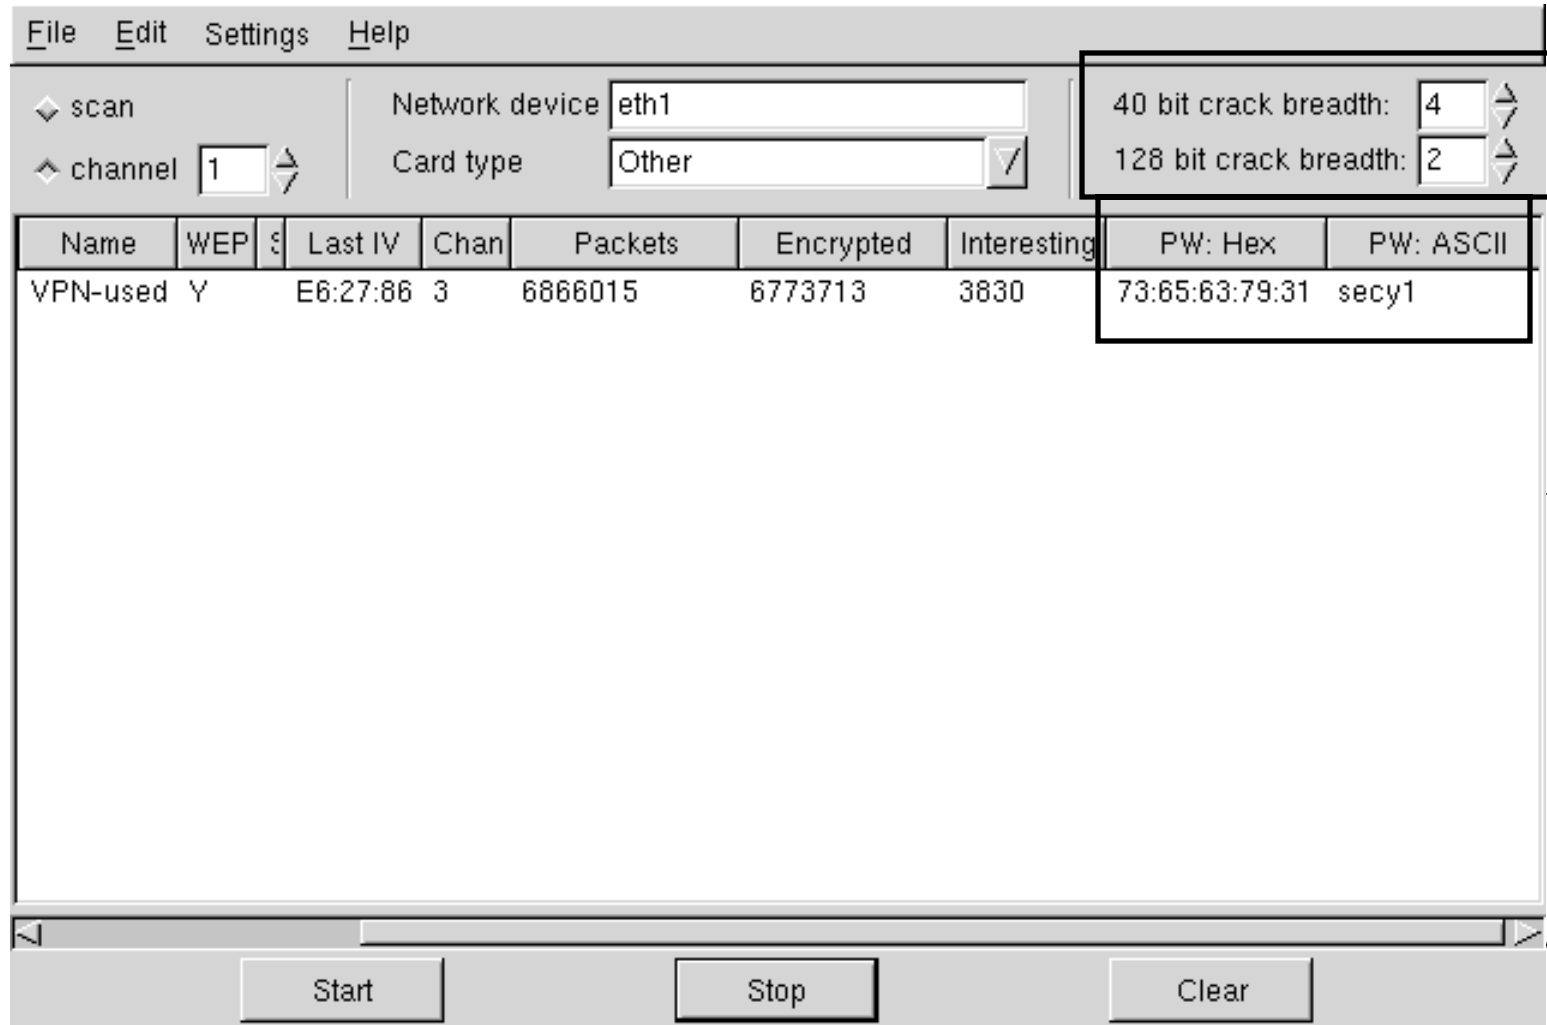 File Edit Settings Help
scan Network device eth1 40 bit crack breadth: 4
channel 1 Card type Other 128 bit crack breadth: 2
Name WEP Last IV Chan Packets Encrypted Interesting PW: Hex PW: ASCII
VPN-used Y E6:27:86 3 6866015 6773713 3830 73:65:63:79:31 secy1
Start Stop Clear